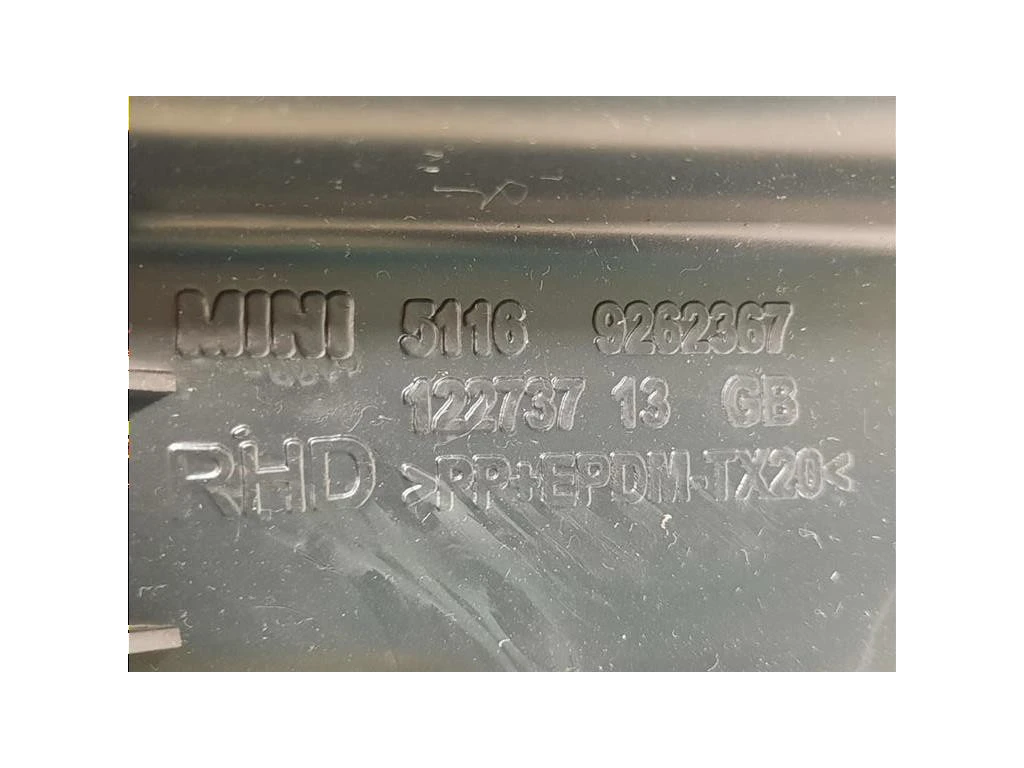 MINI 5116 9262367
122737 13 GB
RHD >PP+EPDM-TX20<